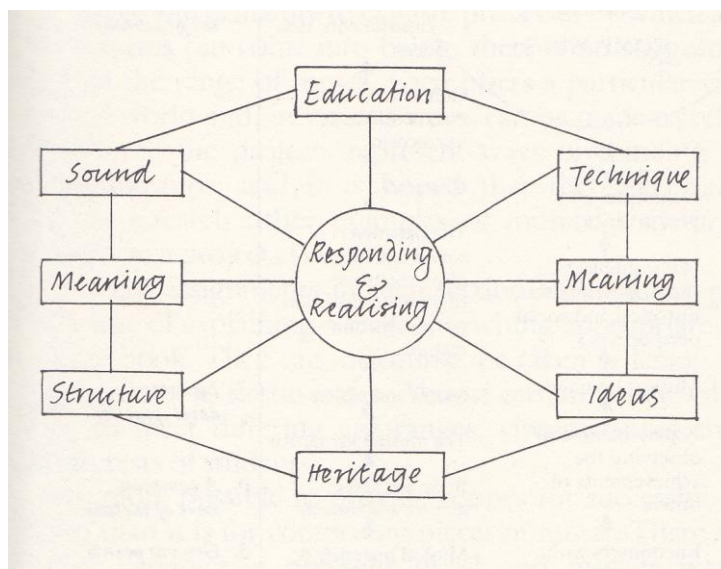 Education
Sound
Technique
Responding
&
Realising
Meaning
Meaning
Structure
Ideas
Heritage